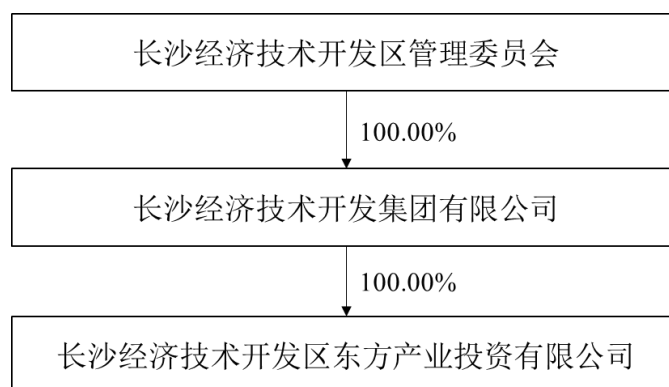 长沙经济技术开发区管理委员会
100.00%
长沙经济技术开发集团有限公司
100.00%
长沙经济技术开发区东方产业投资有限公司